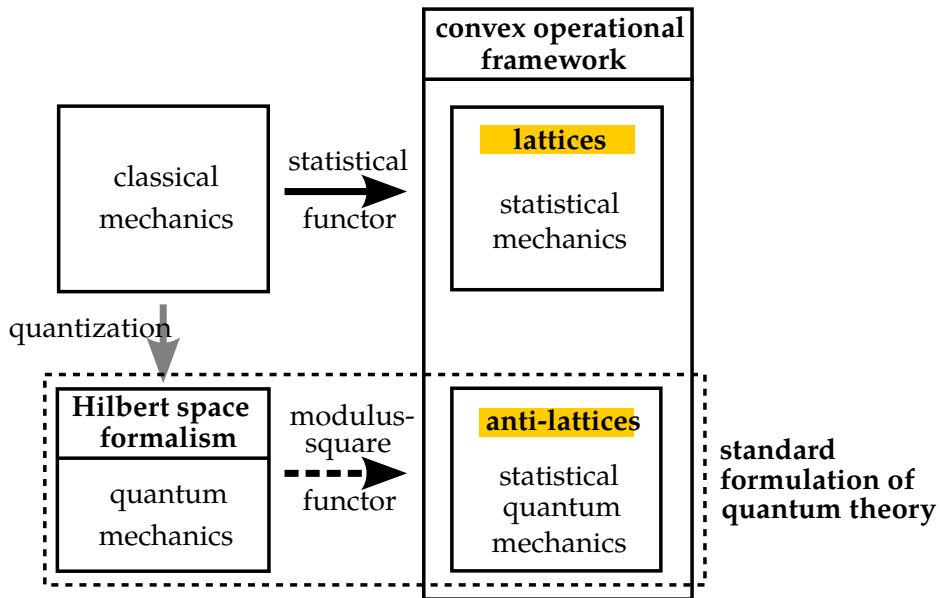 convex operational
framework
classical
mechanics
statistical
functor
lattices
statistical
mechanics
quantization
Hilbert space
formalism
quantum
mechanics
modulus-
square
functor
anti-lattices
statistical
quantum
mechanics
standard
formulation of
quantum theory